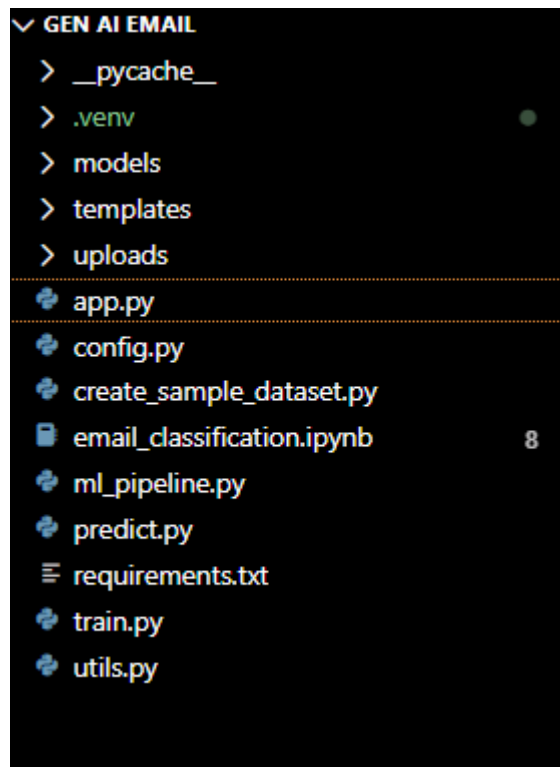 GEN AI EMAIL
__pycache__
.venv
models
templates
uploads
app.py
config.py
create_sample_dataset.py
email_classification.ipynb 8
ml_pipeline.py
predict.py
requirements.txt
train.py
utils.py